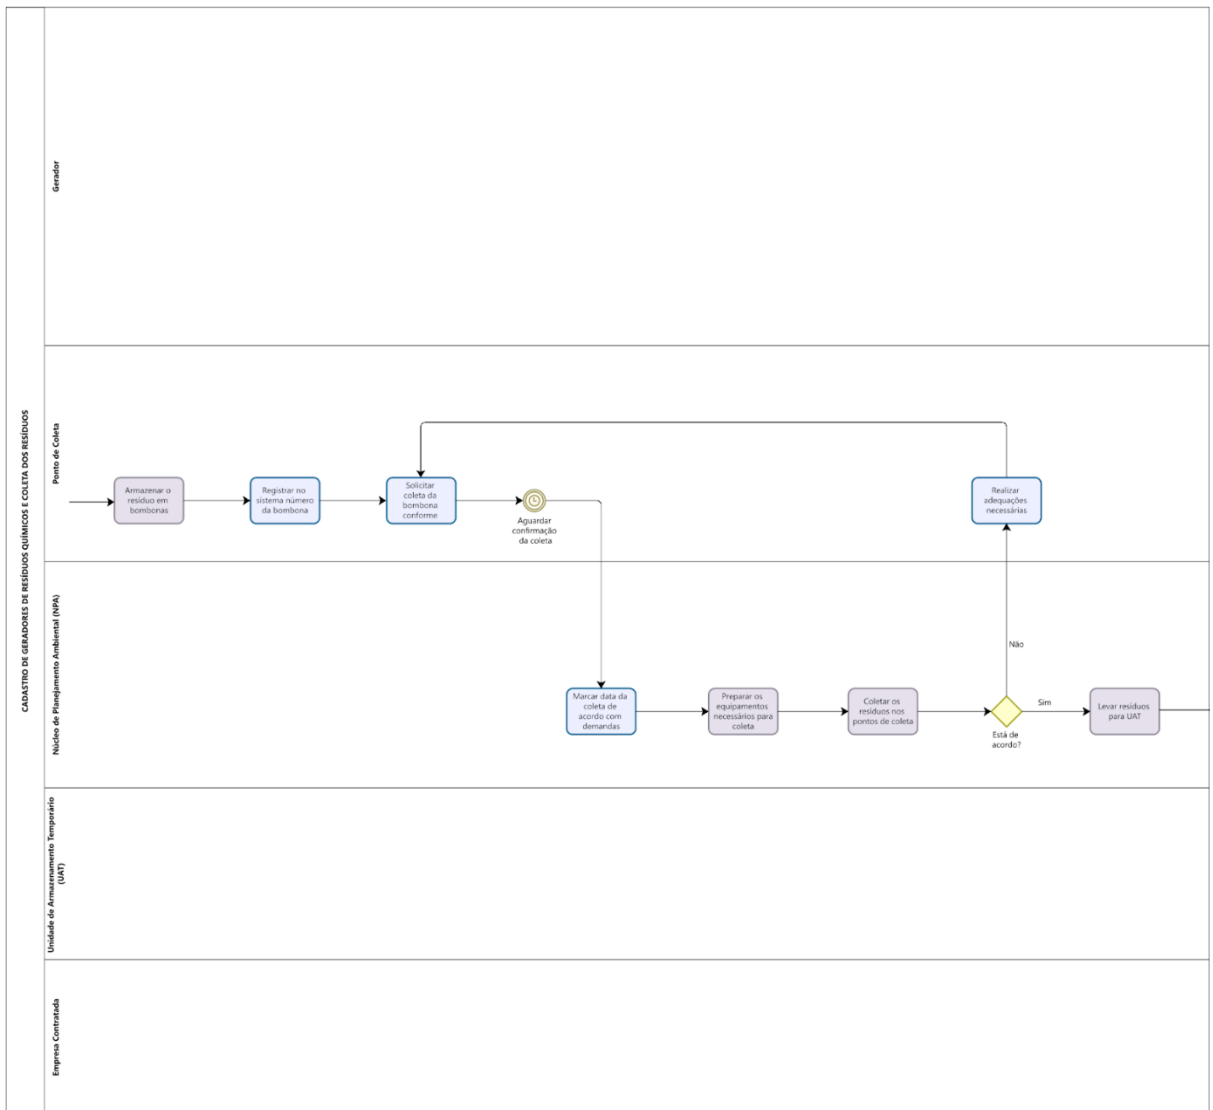 CADASTRO DE GERADORES DE RESÍDUOS QUÍMICOS E COLETA DOS RESÍDUOS
Gerador
Ponto de Coleta
Armazenar o
resíduo em
bombonas
Registrar no
sistema número
da bombona
Solicitar
coleta da
bombona
conforme
Aguardar
confirmação
da coleta
Realizar
adequações
necessárias
Núcleo de Planejamento Ambiental (NPA)
Marcar data da
coleta de
acordo com
demandas
Preparar os
equipamentos
necessários para
coleta
Coletar os
resíduos nos
pontos de coleta
Não
Está de
acordo?
Sim
Levar resíduos
para UAT
Unidade de Armazenamento Temporário
(UAT)
Empresa Contratada